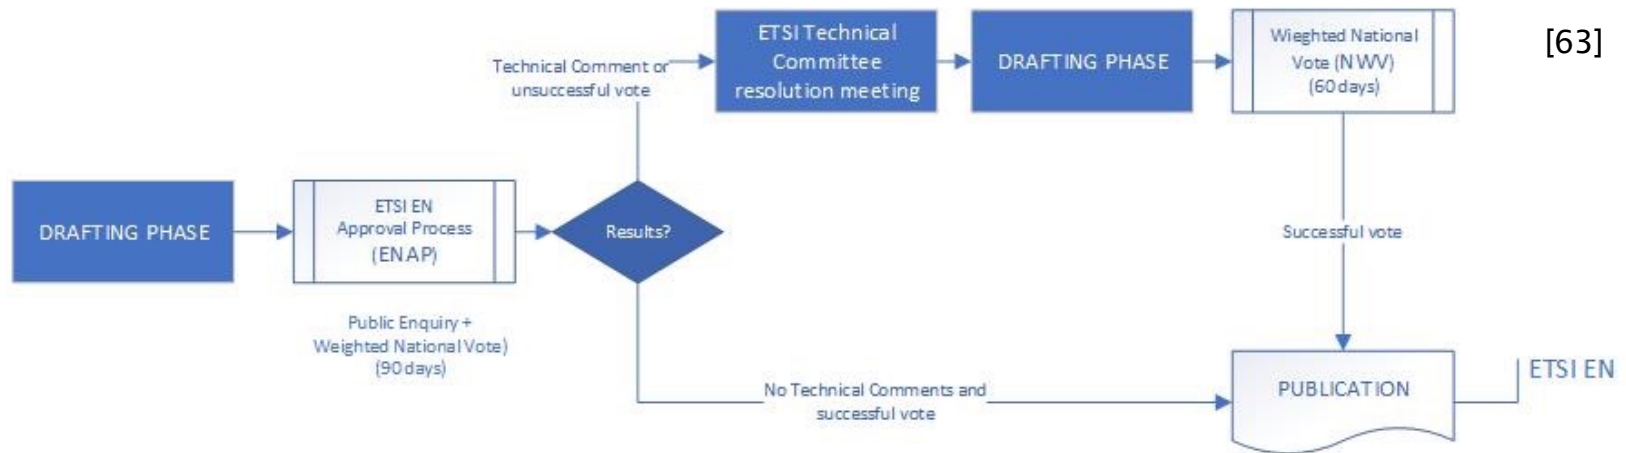 [63]
Technical Comment or
unsuccessful vote
ETSI Technical
Committee
resolution meeting
DRAFTING PHASE
Wieghted National
Vote (NWV)
(60 days)
DRAFTING PHASE
ETSI EN
Approval Process
(ENAP)
Results?
Successful vote
Public Enquiry +
Weighted National Vote)
(90 days)
No Technical Comments and
successful vote
PUBLICATION
ETSI EN